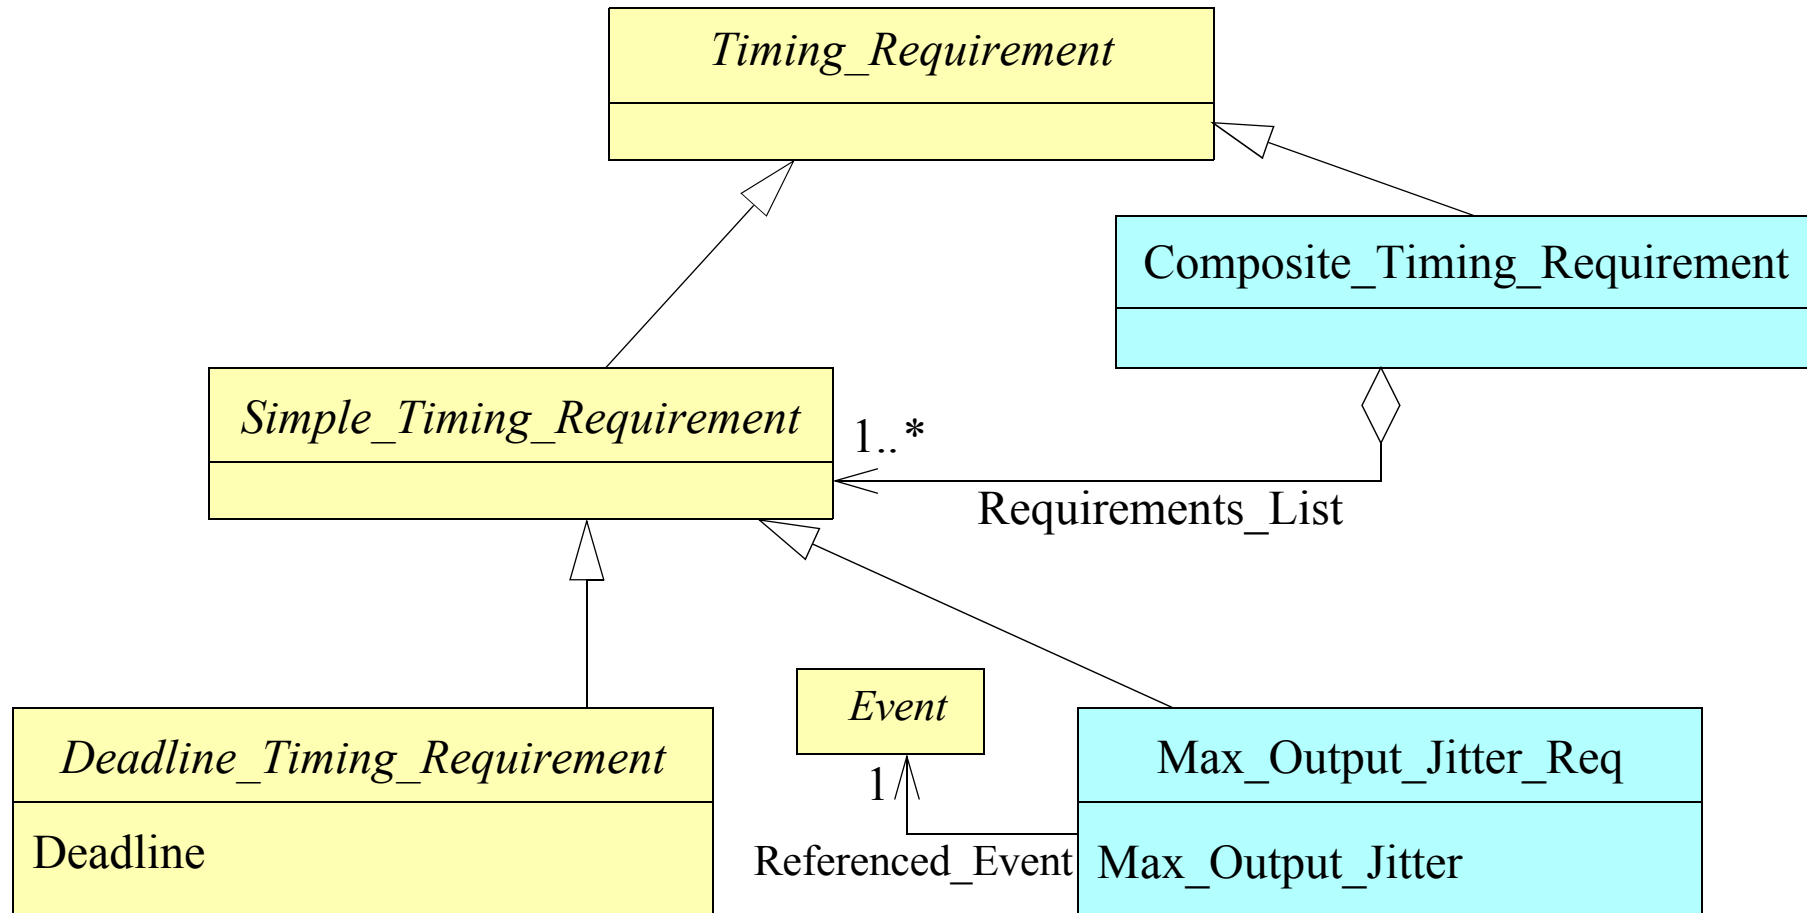 Timing_Requirement
Composite_Timing_Requirement
Simple_Timing_Requirement
1..*
Requirements_List
Event
1
Referenced_Event
Deadline_Timing_Requirement
Deadline
Max_Output_Jitter_Req
Max_Output_Jitter